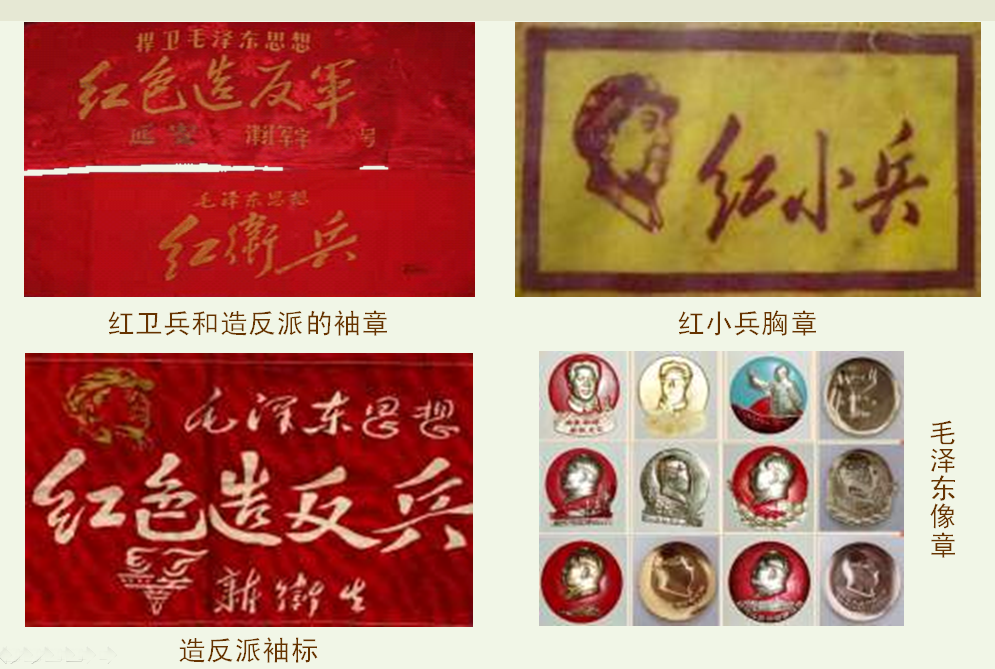 捍卫毛泽东思想
红色造反軍
毛泽东思想
红衞兵
红卫兵和造反派的袖章
红小兵
红小兵胸章
毛泽东思想
红色造反兵
新衞生
造反派袖标
毛泽东像章